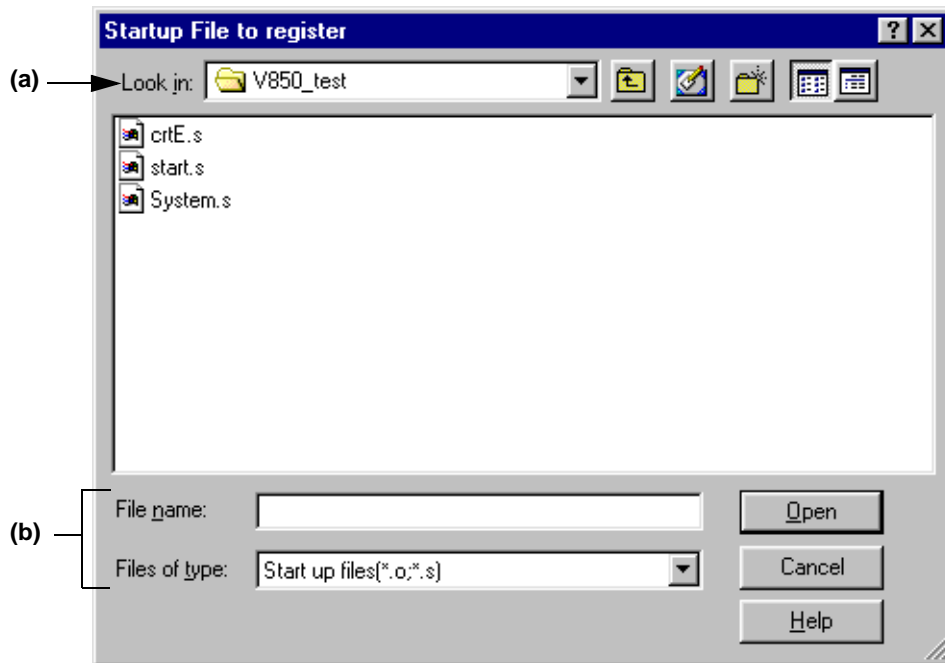 Startup File to register
(a)
Look in: V850_test
crtE.s
start.s
System.s
(b)
File name:
Open
Files of type: Start up files(*.o;*.s)
Cancel
Help